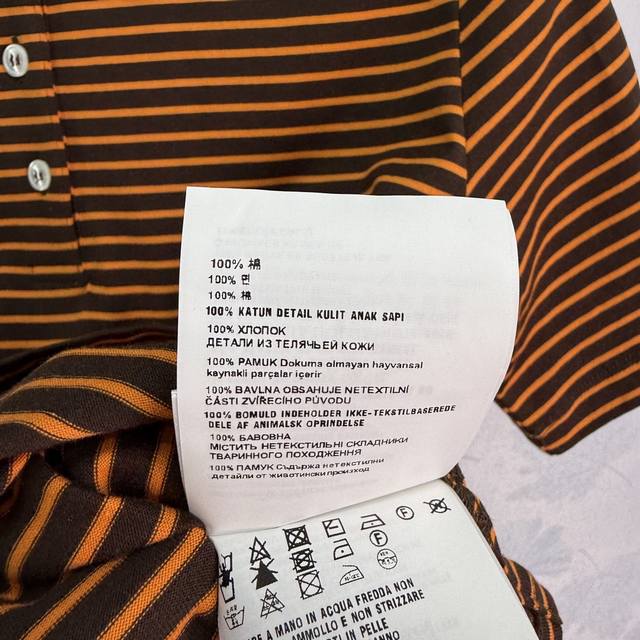 100% 棉
100% 면
100% 棉
100% KATUN DETAIL KULIT ANAK SAPI
100% ХЛОПОК
ДЕТАЛИ ИЗ ТЕЛЯЧЬЕЙ КОЖИ
100% PAMUK Dokuma olmayan hayvansal
kaynaklı parçalar içerir
100% BAVLNA OBSAHUJE NETEXTILNÍ
ČÁSTI ZVÍŘECÍHO PŮVODU
100% BOMULD INDEHOLDER IKKE-TEKSTILBASEREDE
DELE AF ANIMALSK OPRINDELSE
100% БАВОВНА
МІСТИТЬ НЕТЕКСТИЛЬНІ СКЛАДНИКИ
ТВАРИННОГО ПОХОДЖЕННЯ
100% ПАМУК Съдържа нетекстилни
детайли от животински произход
A MANO IN ACQUA FREDDA NON
AMMOLLO E NON STRIZZARE
IN PELLE